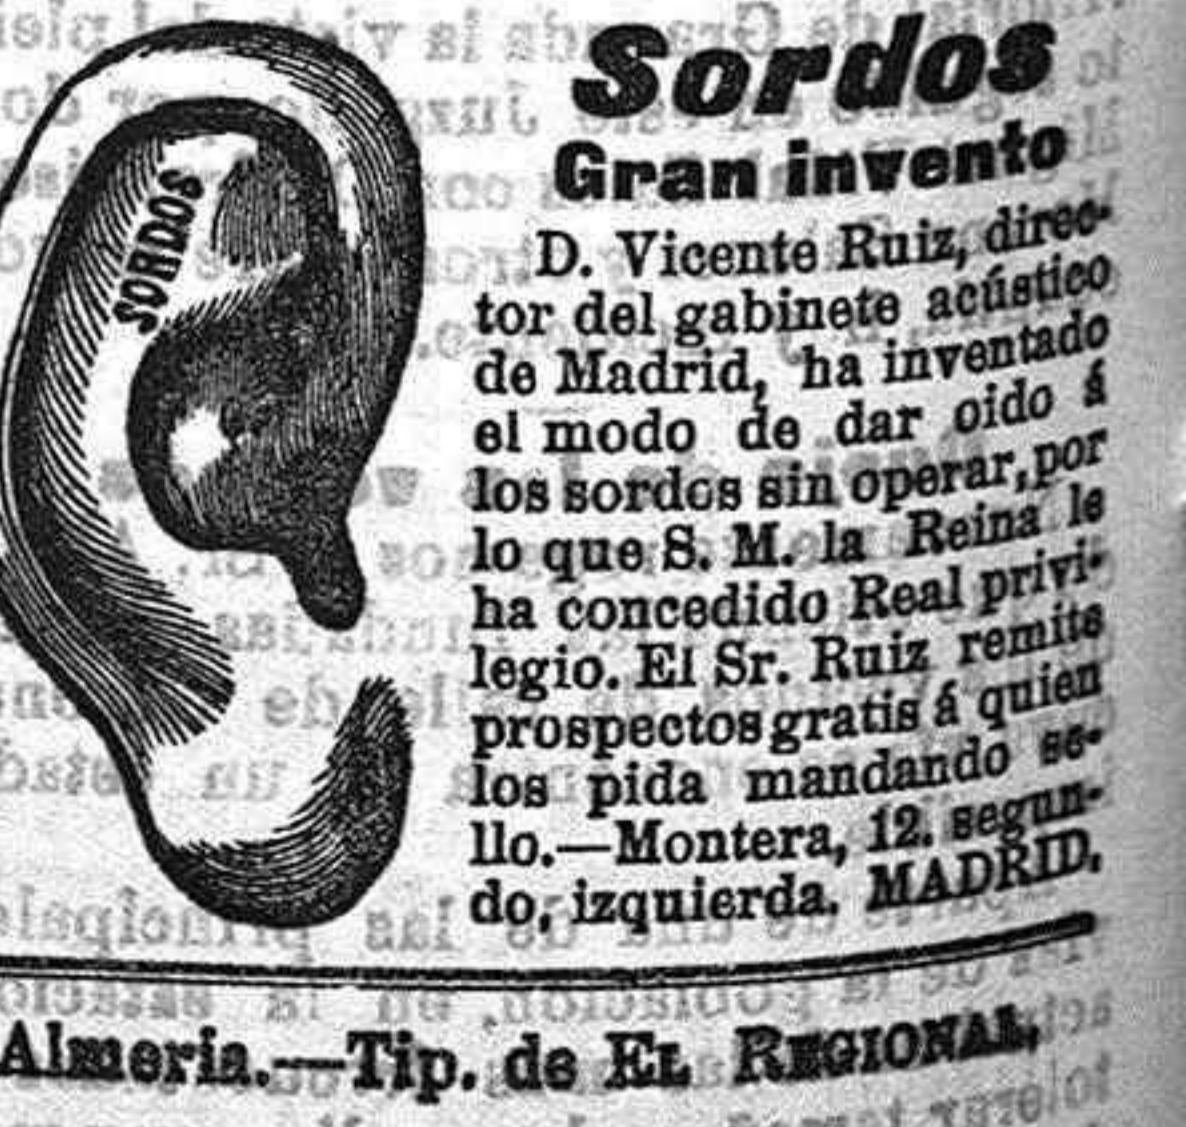 SORDOS
Sordos
Gran invento
D. Vicente Ruiz, direc-
tor del gabinete acústico
de Madrid, ha inventado
el modo de dar oido á
los sordos sin operar, por
lo que S. M. la Reina le
ha concedido Real privi-
legio. El Sr. Ruiz remite
prospectos gratis á quien
los pida mandando se-
llo.—Montera, 12. segun-
do, izquierda. MADRID.
Almeria.—Tip. de EL REGIONAL,